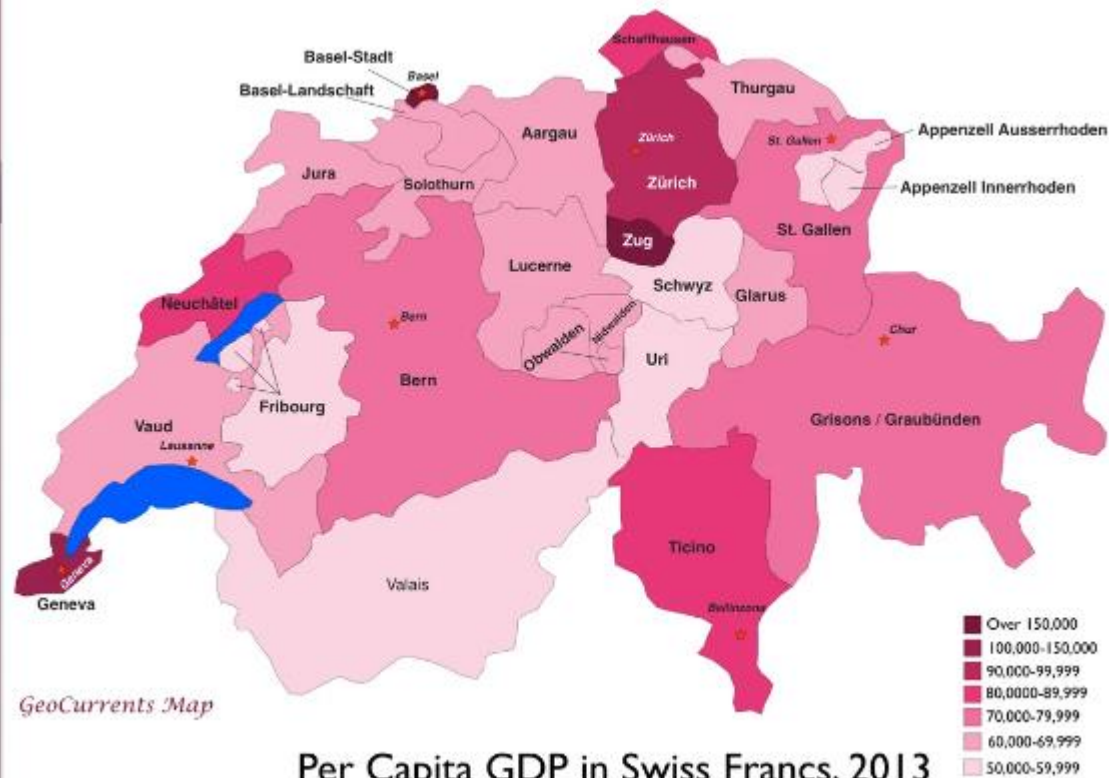 Schaffhausen
Basel-Stadt
Basel
Basel-Landschaft
Thurgau
Aargau
Zürich
St. Gallen
Appenzell Ausserrhoden
Jura
Solothurn
Zürich
Appenzell Innerrhoden
St. Gallen
Zug
Lucerne
Schwyz
Glarus
Neuchâtel
Bern
Obwalden
Nidwalden
Chur
Uri
Bern
Fribourg
Vaud
Grisons / Graubünden
Lausanne
Ticino
Geneva
Geneva
Valais
Bellinzona
GeoCurrents Map
Over 150,000
100,000-150,000
90,000-99,999
80,0000-89,999
70,000-79,999
60,000-69,999
50,000-59,999
Per Capita GDP in Swiss Francs, 2013